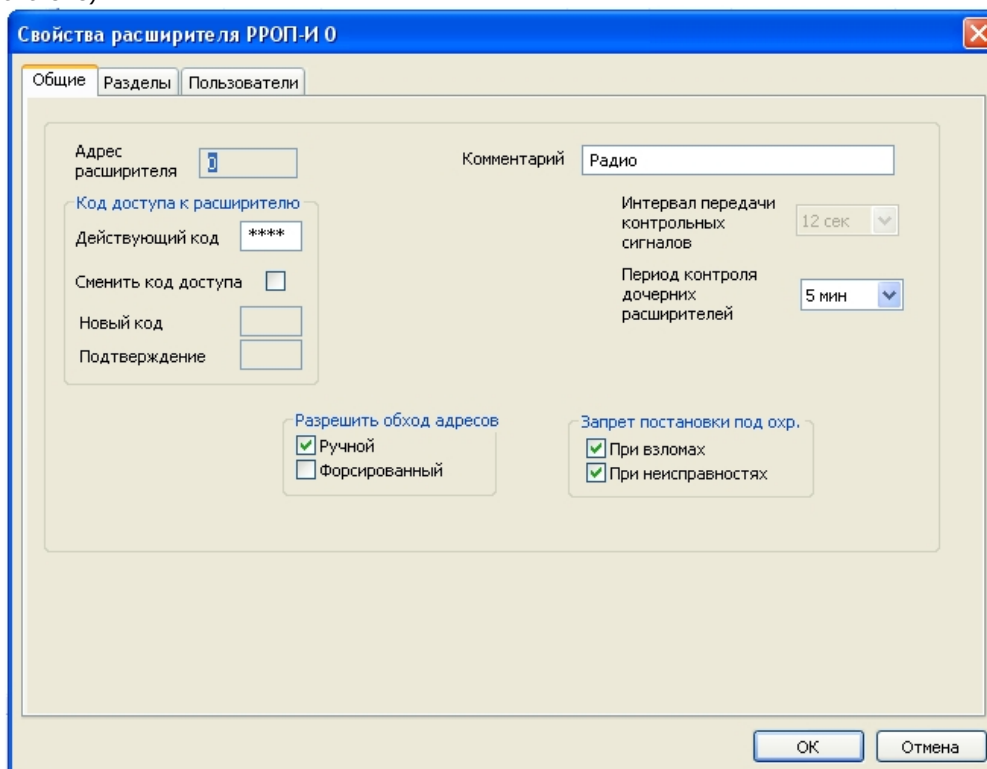 Свойства расширителя РРОП-И 0
Общие Разделы Пользователи
Адрес расширителя 0
Комментарий Радио
Код доступа к расширителю
Действующий код ****
Сменить код доступа
Новый код
Подтверждение
Интервал передачи контрольных сигналов 12 сек
Период контроля дочерних расширителей 5 мин
Разрешить обход адресов
Ручной
Форсированный
Запрет постановки под охр.
При взломах
При неисправностях
ОК Отмена